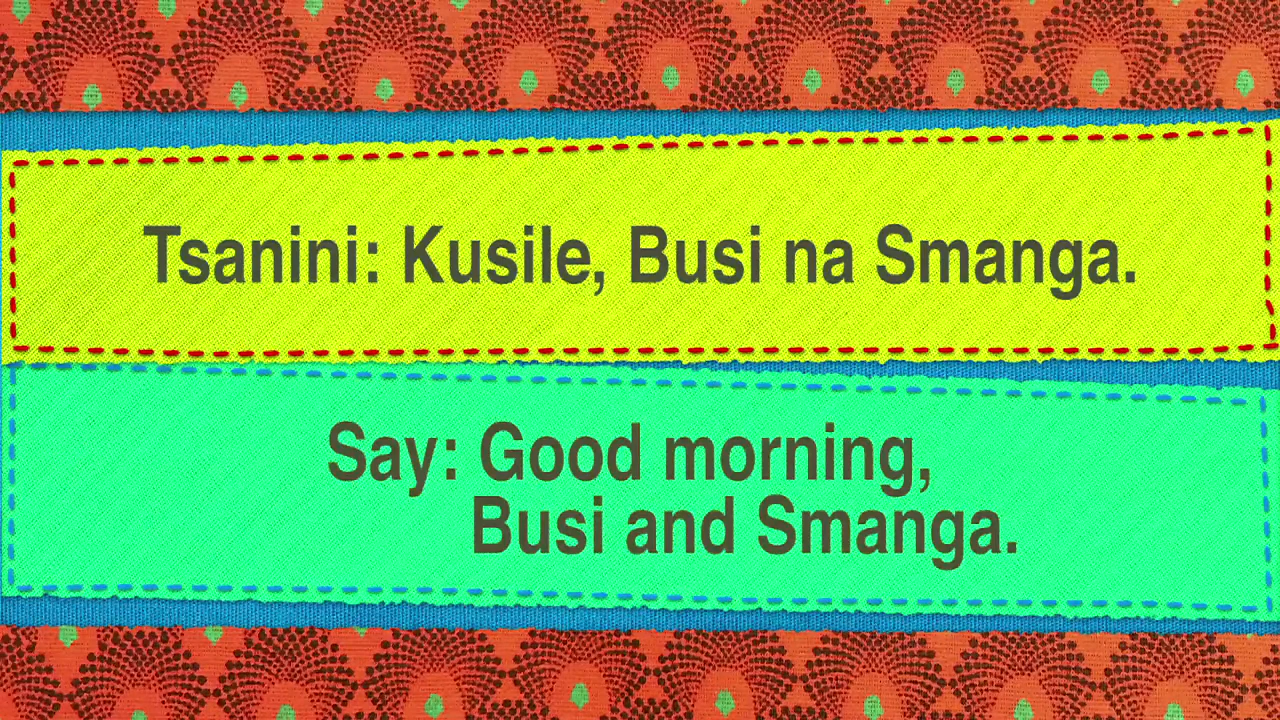 Tsanini: Kusile, Busi na Smanga.
Say: Good morning,
Busi and Smanga.